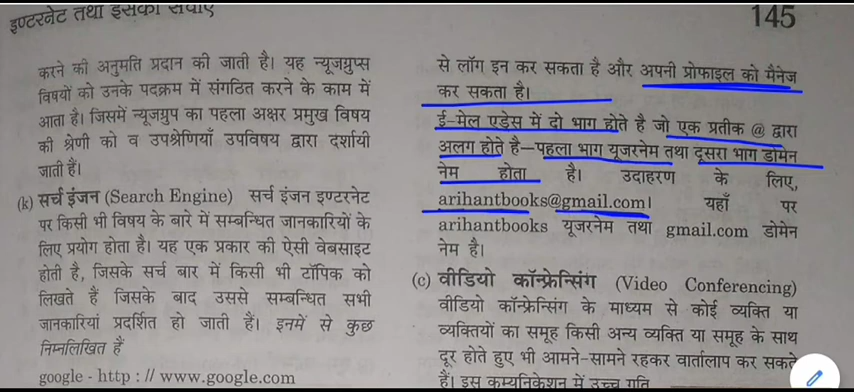 इण्टरनेट तथा इसकी सेवाएँ
145
करने की अनुमति प्रदान की जाती है। यह न्यूजग्रुप्स
विषयों को उनके पदक्रम में संगठित करने के काम में
आता है। जिसमें न्यूजग्रुप का पहला अक्षर प्रमुख विषय
की श्रेणी को व उपश्रेणियाँ उपविषय द्वारा दर्शायी
जाती हैं।
(k) सर्च इंजन (Search Engine) सर्च इंजन इण्टरनेट
पर किसी भी विषय के बारे में सम्बन्धित जानकारियों के
लिए प्रयोग होता है। यह एक प्रकार की ऐसी वेबसाइट
होती है, जिसके सर्च बार में किसी भी टॉपिक को
लिखते हैं जिसके बाद उससे सम्बन्धित सभी
जानकारियां प्रदर्शित हो जाती हैं। इनमें से कुछ
निम्नलिखित हैं
google - http : // www.google.com
से लॉग इन कर सकता है और अपनी प्रोफाइल को मैनेज
कर सकता है।
ई-मेल एड्रेस में दो भाग होते है जो एक प्रतीक @ द्वारा
अलग होते है–पहला भाग यूजरनेम तथा दूसरा भाग डोमेन
नेम होता है। उदाहरण के लिए,
arihantbooks@gmail.com। यहाँ पर
arihantbooks यूजरनेम तथा gmail.com डोमेन
नेम है।
(c) वीडियो कॉन्फ्रेन्सिंग (Video Conferencing)
वीडियो कॉन्फ्रेन्सिंग के माध्यम से कोई व्यक्ति या
व्यक्तियों का समूह किसी अन्य व्यक्ति या समूह के साथ
दूर होते हुए भी आमने-सामने रहकर वार्तालाप कर सकते
हैं। इस कम्युनिकेशन में उच्च गति